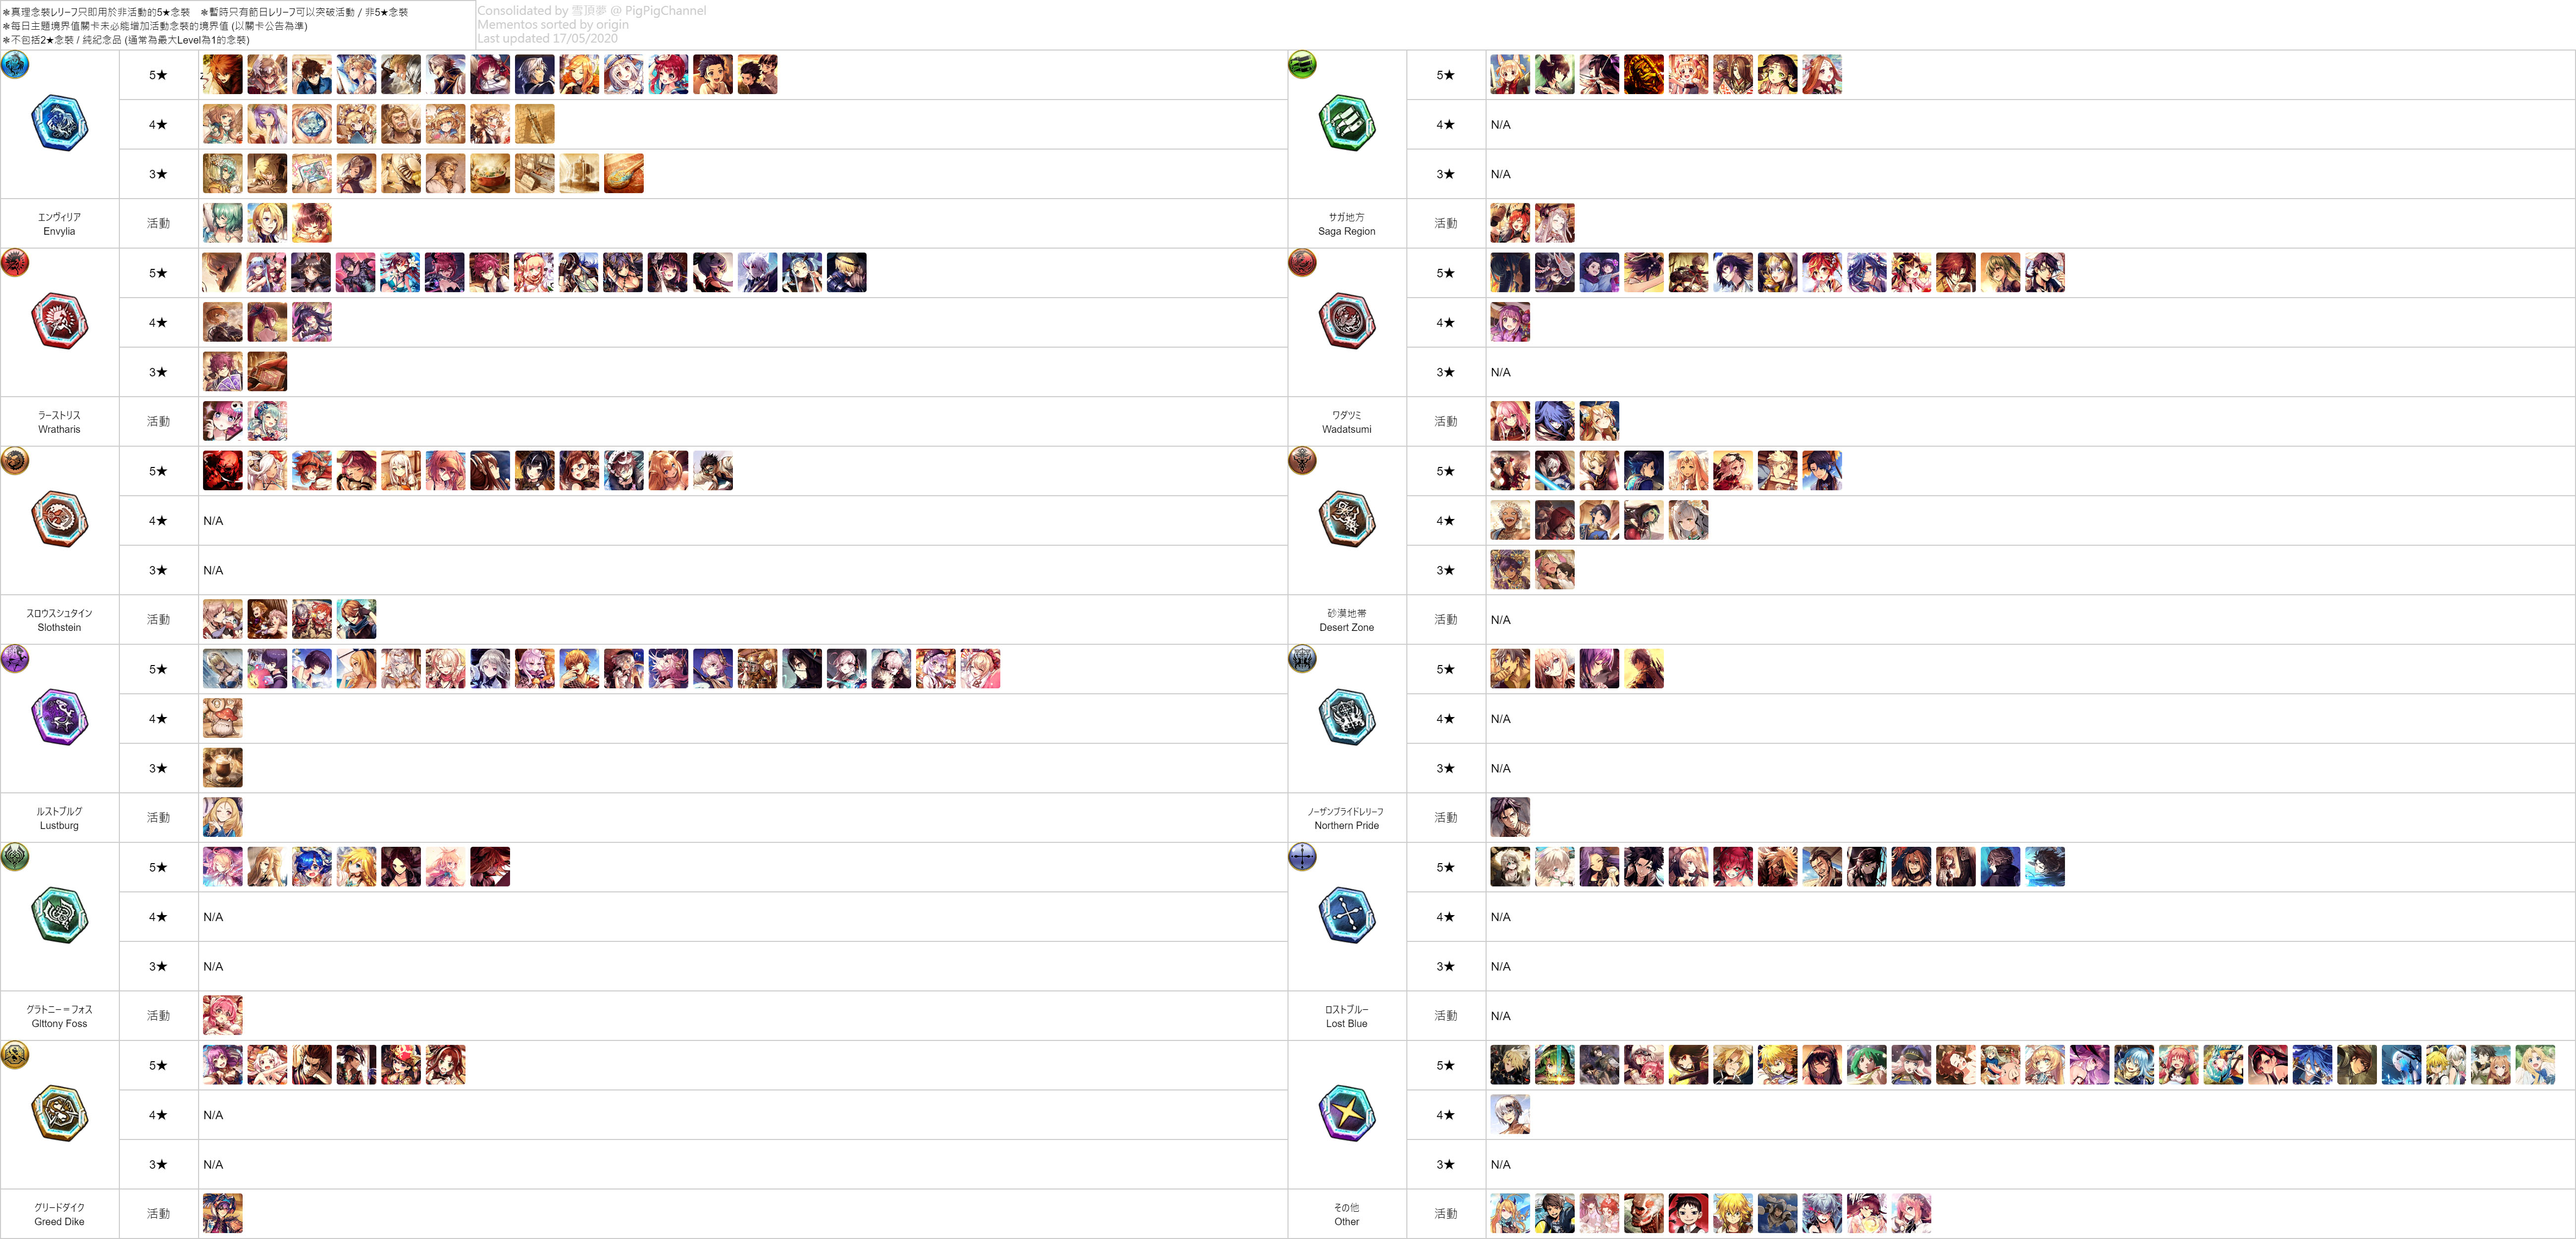 ＊真理念裝レリーフ只即用於非活動的5★念裝　＊暫時只有節日レリーフ可以突破活動 / 非5★念裝
＊每日主題境界值關卡未必能增加活動念裝的境界值 (以關卡公告為準)
＊不包括2★念裝 / 純紀念品 (通常為最大Level為1的念裝)
Consolidated by 雪頂夢 @ PigPigChannel
Mementos sorted by origin
Last updated 17/05/2020
5★
4★
3★
エンヴィリア
Envylia
活動
5★
4★
N/A
3★
N/A
サガ地方
Saga Region
活動
5★
4★
3★
ラーストリス
Wratharis
活動
5★
4★
3★
N/A
ワダツミ
Wadatsumi
活動
5★
4★
N/A
3★
N/A
スロウスシュタイン
Slothstein
活動
5★
4★
3★
砂漠地帯
Desert Zone
活動
N/A
5★
4★
3★
ルストブルグ
Lustburg
活動
5★
4★
N/A
3★
N/A
ノーザンブライドレリーフ
Northern Pride
活動
5★
4★
N/A
3★
N/A
グラトニー＝フォス
Glttony Foss
活動
5★
4★
N/A
3★
N/A
ロストブルー
Lost Blue
活動
N/A
5★
4★
N/A
3★
N/A
グリードダイク
Greed Dike
活動
5★
4★
3★
N/A
その他
Other
活動